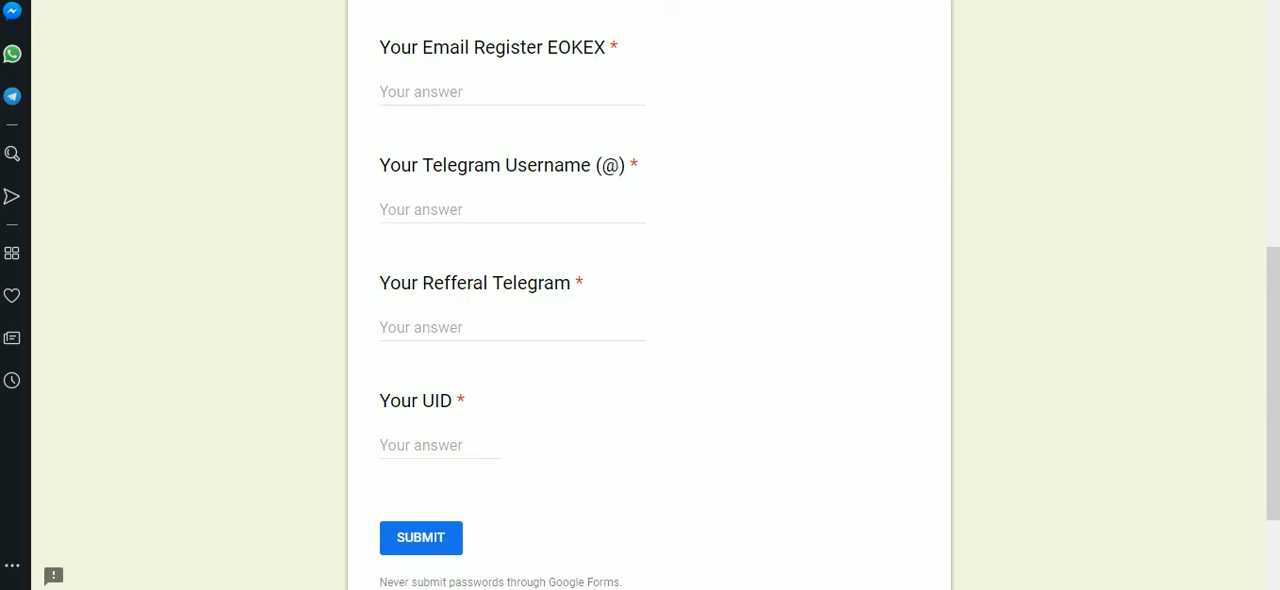 Your Email Register EOKEX *
Your answer
Your Telegram Username (@) *
Your answer
Your Refferal Telegram *
Your answer
Your UID *
Your answer
SUBMIT
Never submit passwords through Google Forms.